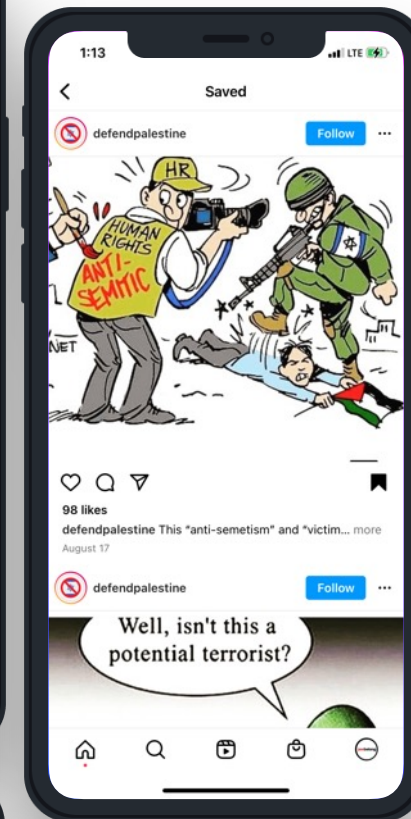 1:13
LTE
Saved
defendpalestine
Follow
HR
HUMAN
RIGHTS
ANTI-
SEMITIC
NET
98 likes
defendpalestine This "anti-semetism" and "victim... more
August 17
defendpalestine
Follow
Well, isn't this a
potential terrorist?